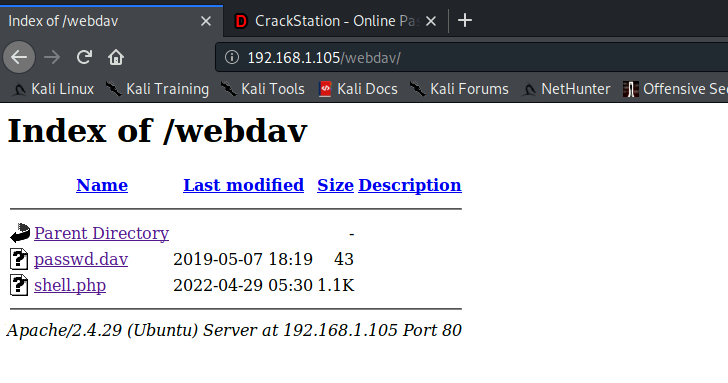 Index of /webdav
CrackStation - Online Pa
192.168.1.105/webdav/
Kali Linux Kali Training Kali Tools Kali Docs Kali Forums NetHunter Offensive Sec
Index of /webdav
Name Last modified Size Description
Parent Directory -
passwd.dav 2019-05-07 18:19 43
shell.php 2022-04-29 05:30 1.1K
Apache/2.4.29 (Ubuntu) Server at 192.168.1.105 Port 80